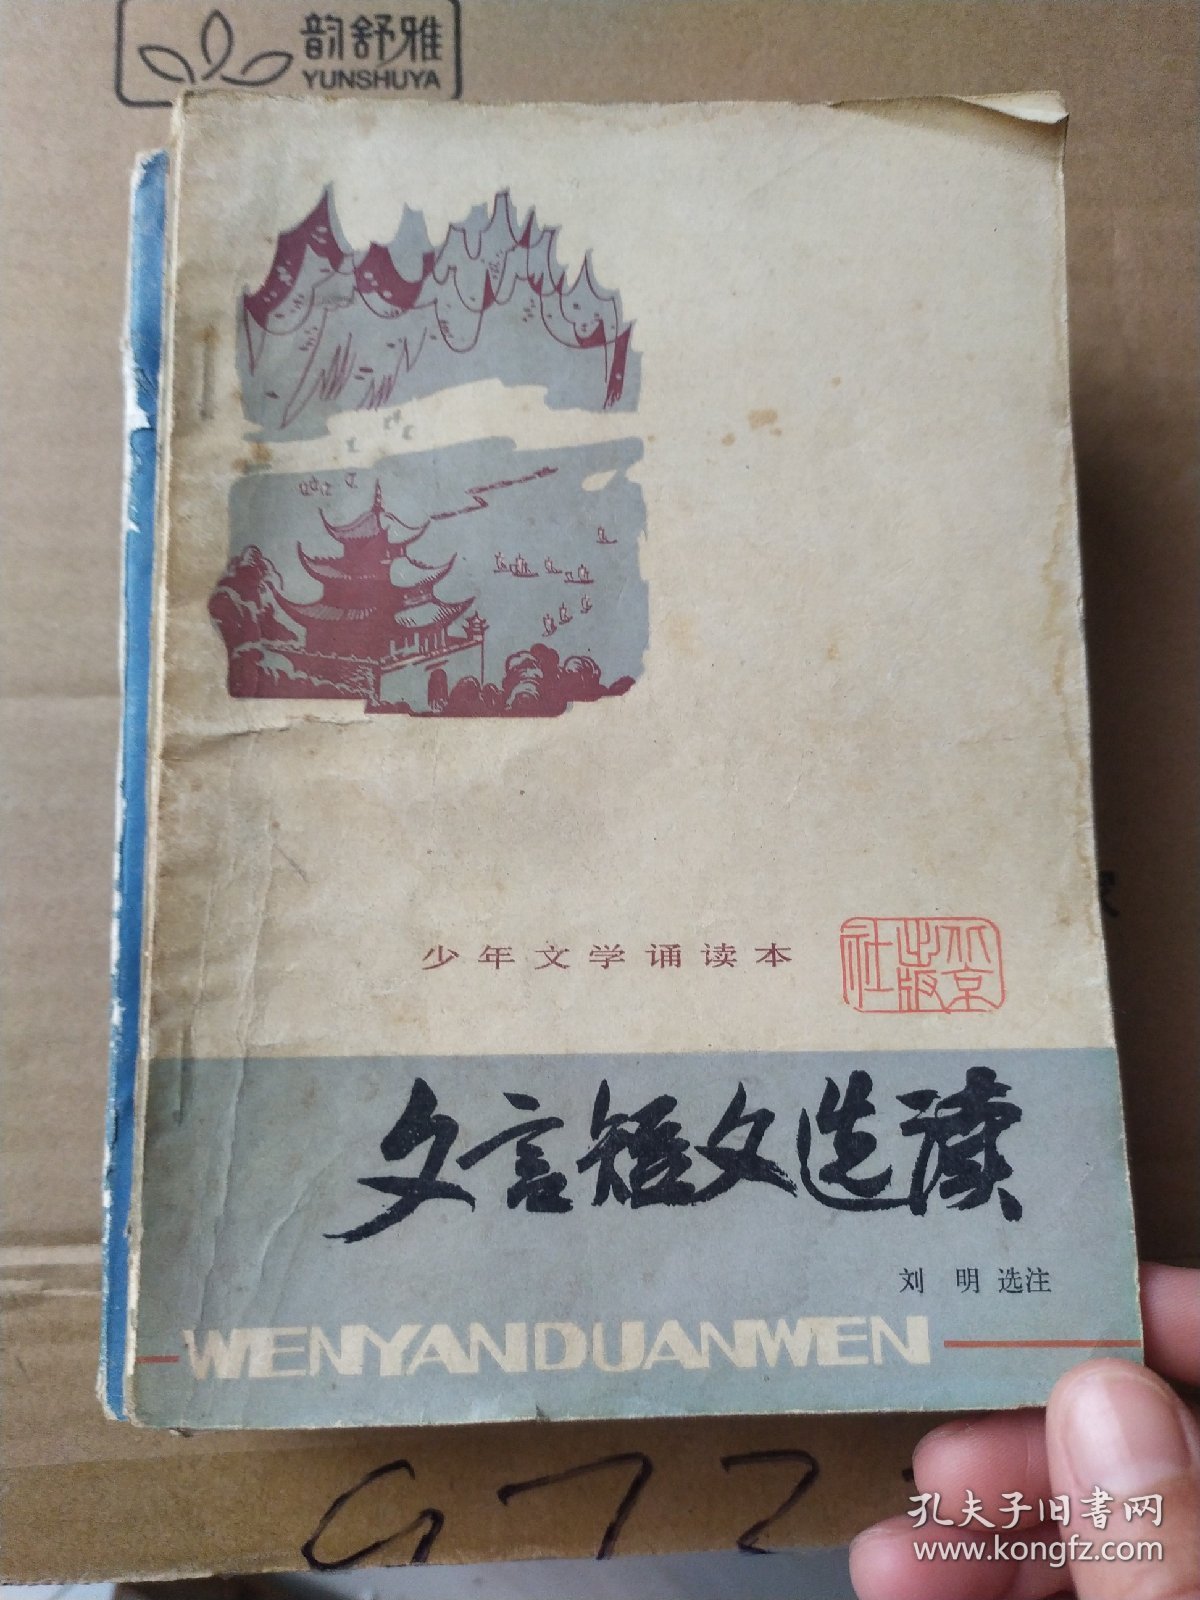 韵舒雅
YUNSHUYA
少年文学诵读本
北京
出版
社
文言短文选读
刘 明 选注
WENYANDUANWEN
G72
孔夫子旧书网
www.kongfz.com